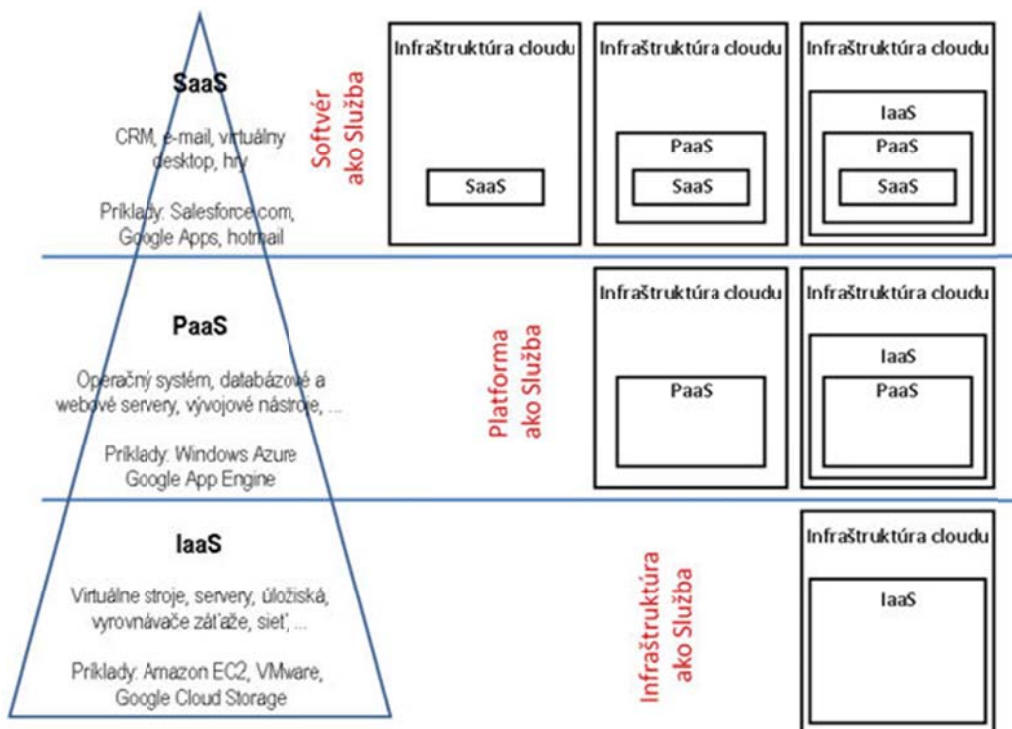 SaaS
CRM, e-mail, virtuálny
desktop, hry
Príklady: Salesforce.com,
Google Apps, hotmail
Softvér
ako Služba
Infraštruktúra cloudu
SaaS
Infraštruktúra cloudu
PaaS
SaaS
Infraštruktúra cloudu
IaaS
PaaS
SaaS
PaaS
Operačný systém, databázové a
webové servery, vývojové nástroje, ...
Príklady: Windows Azure
Google App Engine
Platforma
ako Služba
Infraštruktúra cloudu
PaaS
Infraštruktúra cloudu
IaaS
PaaS
IaaS
Virtuálne stroje, servery, úložiská,
vyrovnávače záťaže, sieť, ...
Príklady: Amazon EC2, VMware,
Google Cloud Storage
Infraštruktúra
ako Služba
Infraštruktúra cloudu
IaaS